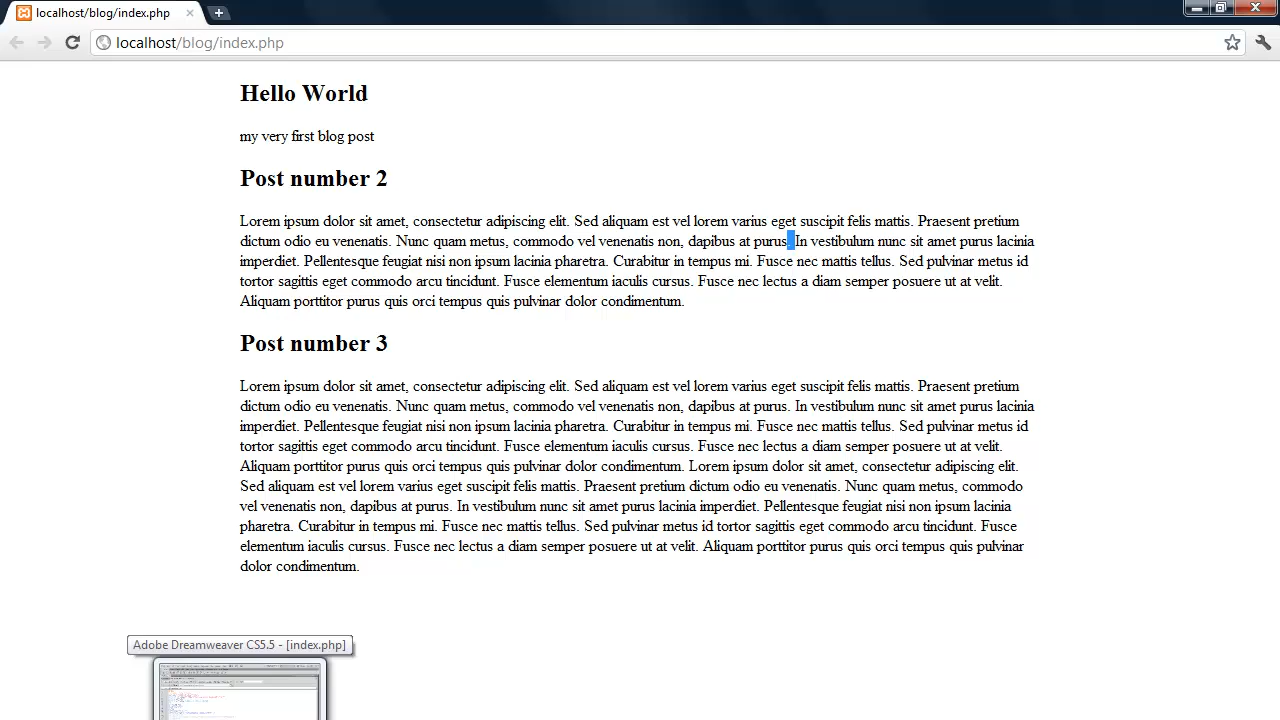 localhost/blog/index.php
localhost/blog/index.php
Hello World
my very first blog post
Post number 2
Lorem ipsum dolor sit amet, consectetur adipiscing elit. Sed aliquam est vel lorem varius eget suscipit felis mattis. Praesent pretium
dictum odio eu venenatis. Nunc quam metus, commodo vel venenatis non, dapibus at purus. In vestibulum nunc sit amet purus lacinia
imperdiet. Pellentesque feugiat nisi non ipsum lacinia pharetra. Curabitur in tempus mi. Fusce nec mattis tellus. Sed pulvinar metus id
tortor sagittis eget commodo arcu tincidunt. Fusce elementum iaculis cursus. Fusce nec lectus a diam semper posuere ut at velit.
Aliquam porttitor purus quis orci tempus quis pulvinar dolor condimentum.
Post number 3
Lorem ipsum dolor sit amet, consectetur adipiscing elit. Sed aliquam est vel lorem varius eget suscipit felis mattis. Praesent pretium
dictum odio eu venenatis. Nunc quam metus, commodo vel venenatis non, dapibus at purus. In vestibulum nunc sit amet purus lacinia
imperdiet. Pellentesque feugiat nisi non ipsum lacinia pharetra. Curabitur in tempus mi. Fusce nec mattis tellus. Sed pulvinar metus id
tortor sagittis eget commodo arcu tincidunt. Fusce elementum iaculis cursus. Fusce nec lectus a diam semper posuere ut at velit.
Aliquam porttitor purus quis orci tempus quis pulvinar dolor condimentum. Lorem ipsum dolor sit amet, consectetur adipiscing elit.
Sed aliquam est vel lorem varius eget suscipit felis mattis. Praesent pretium dictum odio eu venenatis. Nunc quam metus, commodo
vel venenatis non, dapibus at purus. In vestibulum nunc sit amet purus lacinia imperdiet. Pellentesque feugiat nisi non ipsum lacinia
pharetra. Curabitur in tempus mi. Fusce nec mattis tellus. Sed pulvinar metus id tortor sagittis eget commodo arcu tincidunt. Fusce
elementum iaculis cursus. Fusce nec lectus a diam semper posuere ut at velit. Aliquam porttitor purus quis orci tempus quis pulvinar
dolor condimentum.
Adobe Dreamweaver CS5.5 - [index.php]